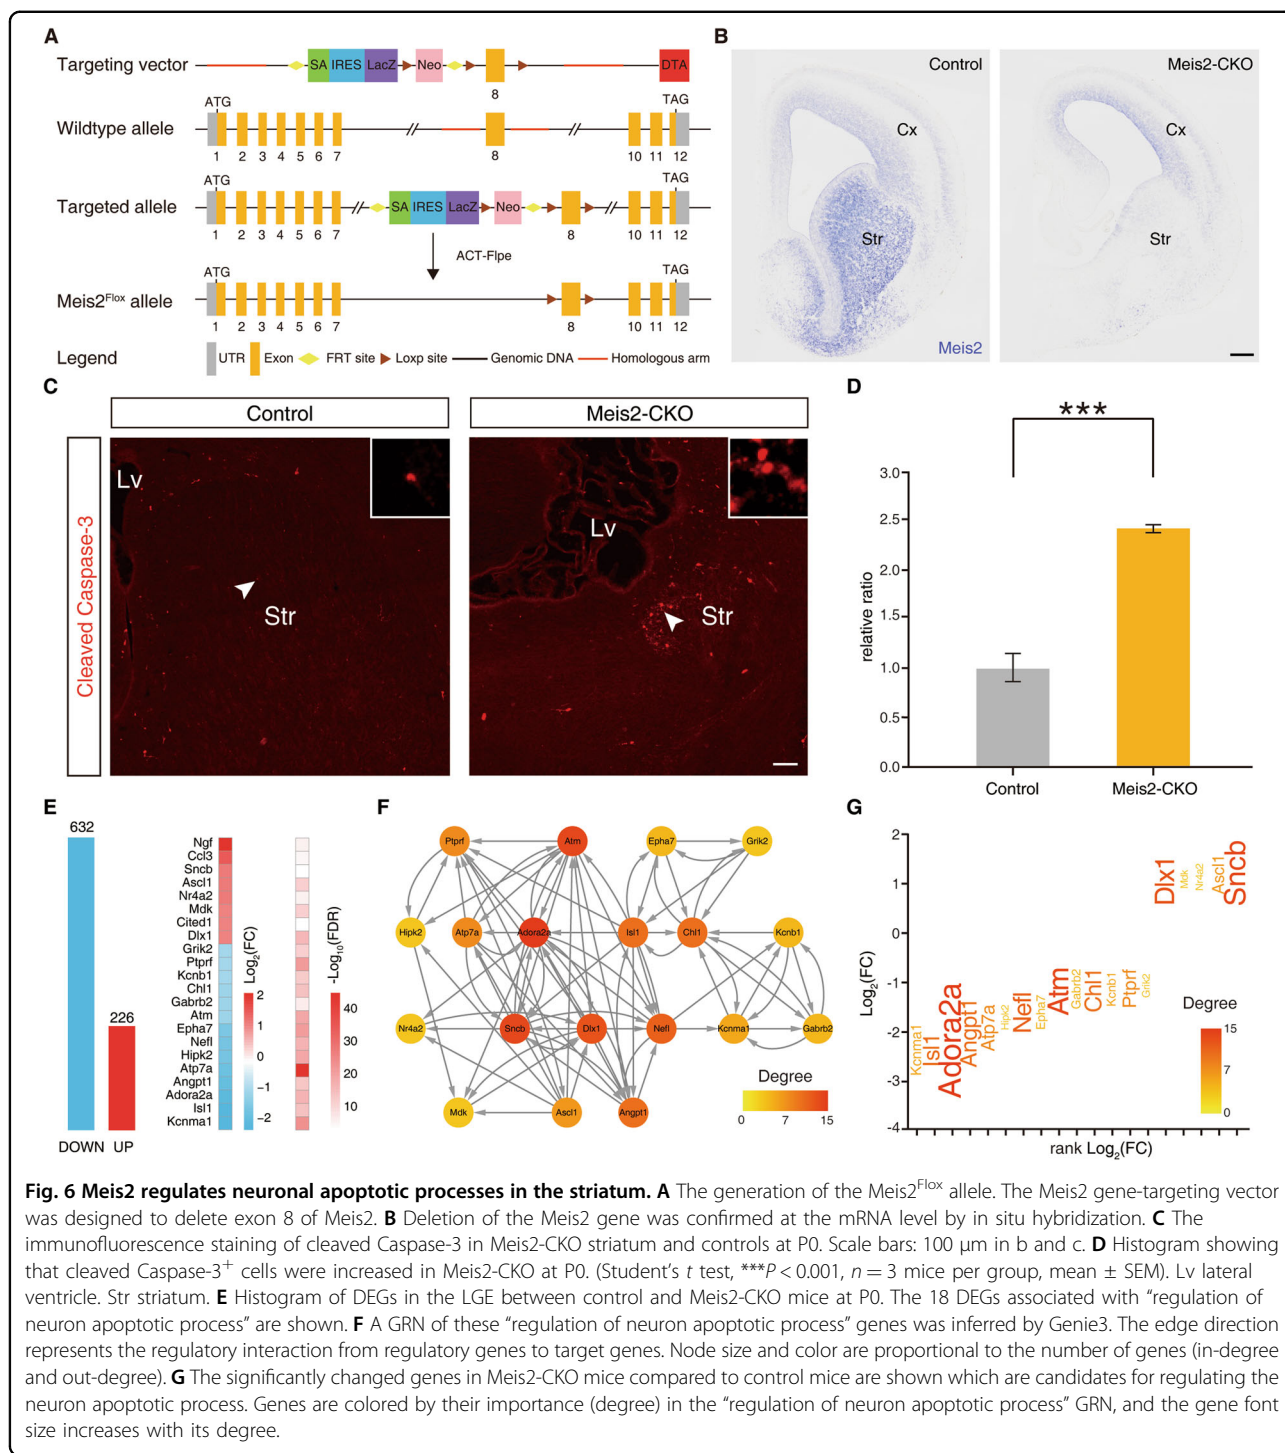 A
Targeting vector
SA IRES LacZ Neo DTA
8
ATG TAG
Wildtype allele
1 2 3 4 5 6 7 8 10 11 12
ATG TAG
Targeted allele
SA IRES LacZ Neo
1 2 3 4 5 6 7 8 10 11 12
ACT-Flpe
ATG TAG
Meis2Flox allele
1 2 3 4 5 6 7 8 10 11 12
Legend UTR Exon FRT site Loxp site Genomic DNA Homologous arm
B
Control Meis2-CKO
Cx Cx
Str Str
Meis2
C
Control Meis2-CKO
Cleaved Caspase-3
Lv Lv
Str Str
D
***
relative ratio
3.0
2.5
2.0
1.5
1.0
0.5
0.0
Control Meis2-CKO
E
632
226
DOWN UP
Ngf
Ccl3
Sncb
Ascl1
Nr4a2
Mdk
Cited1
Dlx1
Grik2
Ptprf
Kcnb1
Chl1
Gabrb2
Atm
Epha7
Nefl
Hipk2
Atp7a
Angpt1
Adora2a
Isl1
Kcnma1
Log2(FC)
2
1
0
−1
−2
-Log10(FDR)
40
30
20
10
F
Ptprf Atm Epha7 Grik2
Hipk2 Atp7a Adora2a Isl1 Chl1 Kcnb1
Nr4a2 Sncb Dlx1 Nefl Kcnma1 Gabrb2
Mdk Ascl1 Angpt1
Degree
0 7 15
G
Log2(FC)
2
1
0
-1
-2
-3
-4
Kcnma1
Isl1
Adora2a
Angpt1
Atp7a
Hipk2
Nefl
Epha7
Atm
Gabrb2
Chl1
Kcnb1
Ptprf
Grik2
Dlx1
Mdk
Nr4a2
Ascl1
Sncb
Degree
15
7
0
rank Log2(FC)
Fig. 6 Meis2 regulates neuronal apoptotic processes in the striatum. A The generation of the Meis2Flox allele. The Meis2 gene-targeting vector
was designed to delete exon 8 of Meis2. B Deletion of the Meis2 gene was confirmed at the mRNA level by in situ hybridization. C The
immunofluorescence staining of cleaved Caspase-3 in Meis2-CKO striatum and controls at P0. Scale bars: 100 μm in b and c. D Histogram showing
that cleaved Caspase-3+ cells were increased in Meis2-CKO at P0. (Student's t test, ***P < 0.001, n = 3 mice per group, mean ± SEM). Lv lateral
ventricle. Str striatum. E Histogram of DEGs in the LGE between control and Meis2-CKO mice at P0. The 18 DEGs associated with “regulation of
neuron apoptotic process” are shown. F A GRN of these “regulation of neuron apoptotic process” genes was inferred by Genie3. The edge direction
represents the regulatory interaction from regulatory genes to target genes. Node size and color are proportional to the number of genes (in-degree
and out-degree). G The significantly changed genes in Meis2-CKO mice compared to control mice are shown which are candidates for regulating the
neuron apoptotic process. Genes are colored by their importance (degree) in the “regulation of neuron apoptotic process” GRN, and the gene font
size increases with its degree.